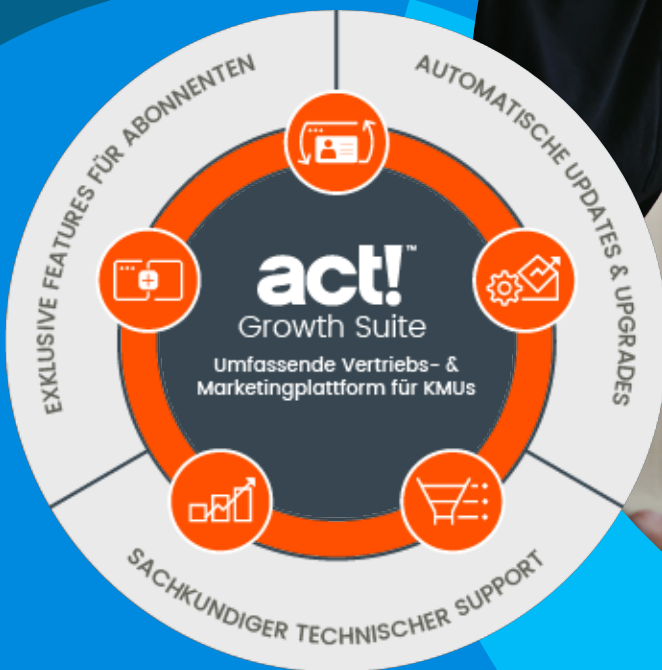 EXKLUSIVE FEATURES FÜR ABONNENTEN
AUTOMATISCHE UPDATES & UPGRADES
act!™
Growth Suite
Umfassende Vertriebs- &
Marketingplattform für KMUs
SACHKUNDIGER TECHNISCHER SUPPORT